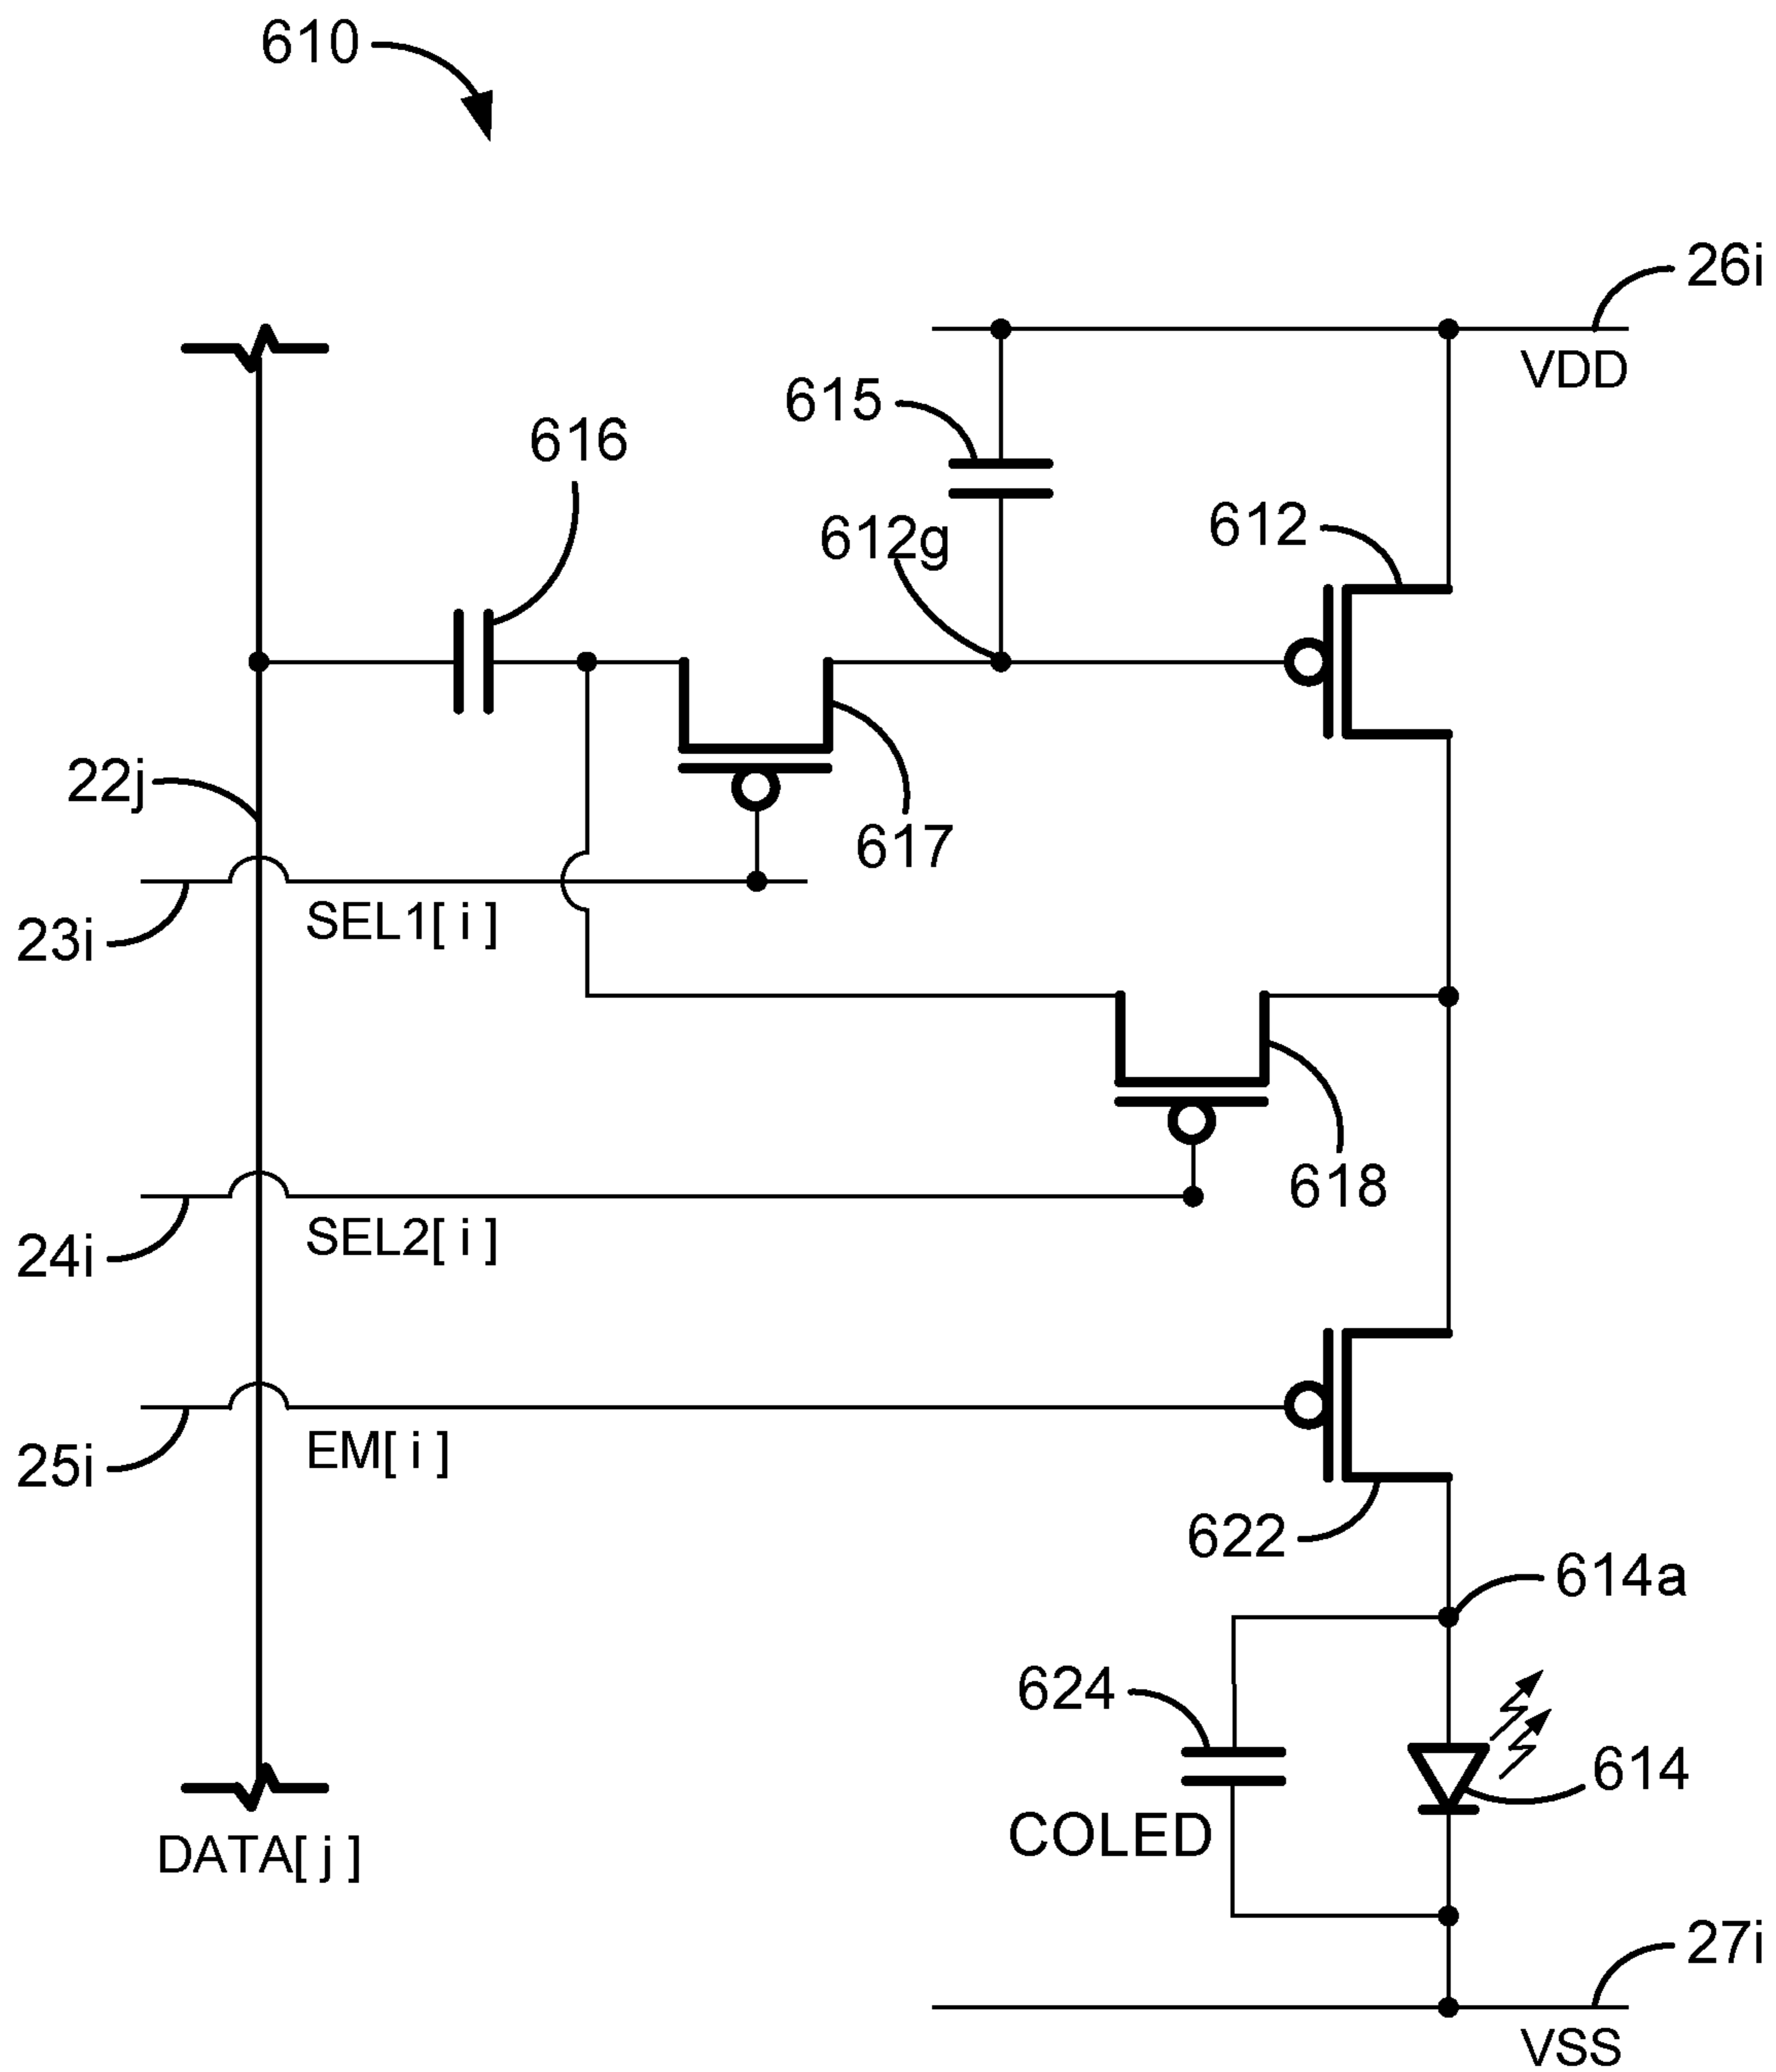 610
26i
VDD
615
616
612g
612
22j
617
23i
SEL1[ i ]
618
24i
SEL2[ i ]
25i
EM[ i ]
622
614a
624
614
COLED
DATA[ j ]
27i
VSS